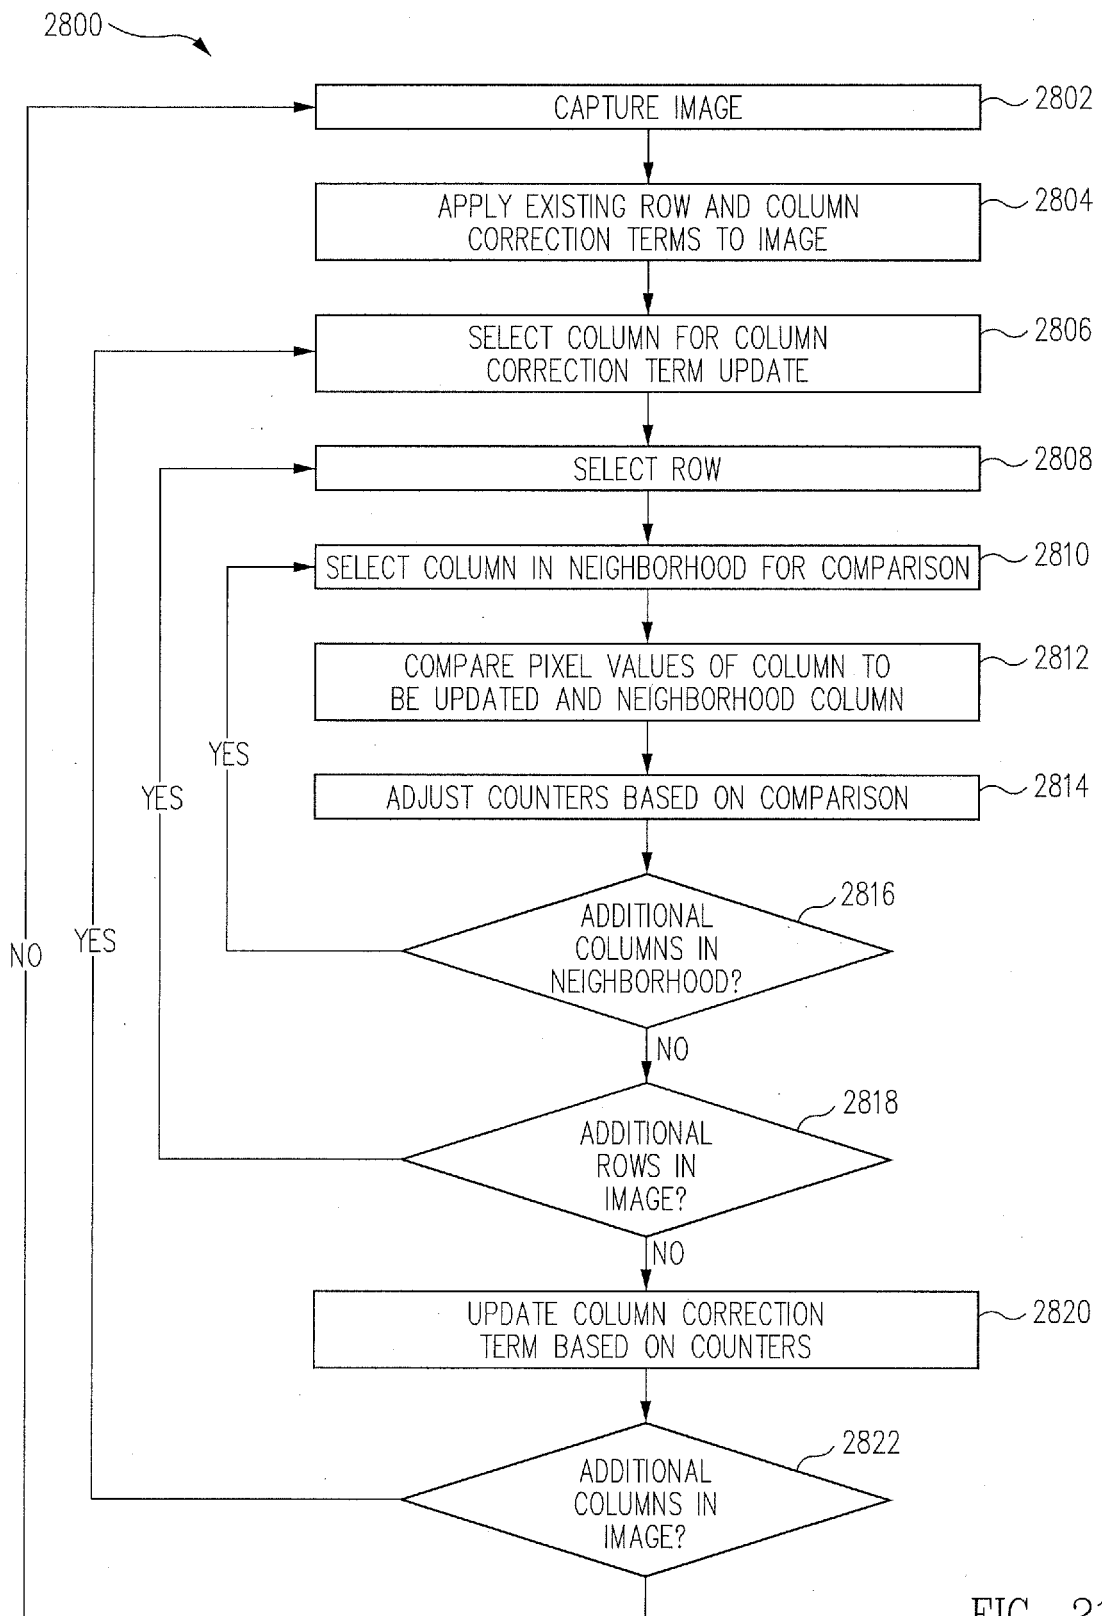 2800
CAPTURE IMAGE
2802
APPLY EXISTING ROW AND COLUMN
CORRECTION TERMS TO IMAGE
2804
SELECT COLUMN FOR COLUMN
CORRECTION TERM UPDATE
2806
SELECT ROW
2808
SELECT COLUMN IN NEIGHBORHOOD FOR COMPARISON
2810
COMPARE PIXEL VALUES OF COLUMN TO
BE UPDATED AND NEIGHBORHOOD COLUMN
2812
YES
YES
ADJUST COUNTERS BASED ON COMPARISON
2814
NO
YES
ADDITIONAL
COLUMNS IN
NEIGHBORHOOD?
2816
NO
ADDITIONAL
ROWS IN
IMAGE?
2818
NO
UPDATE COLUMN CORRECTION
TERM BASED ON COUNTERS
2820
ADDITIONAL
COLUMNS IN
IMAGE?
2822
FIG.